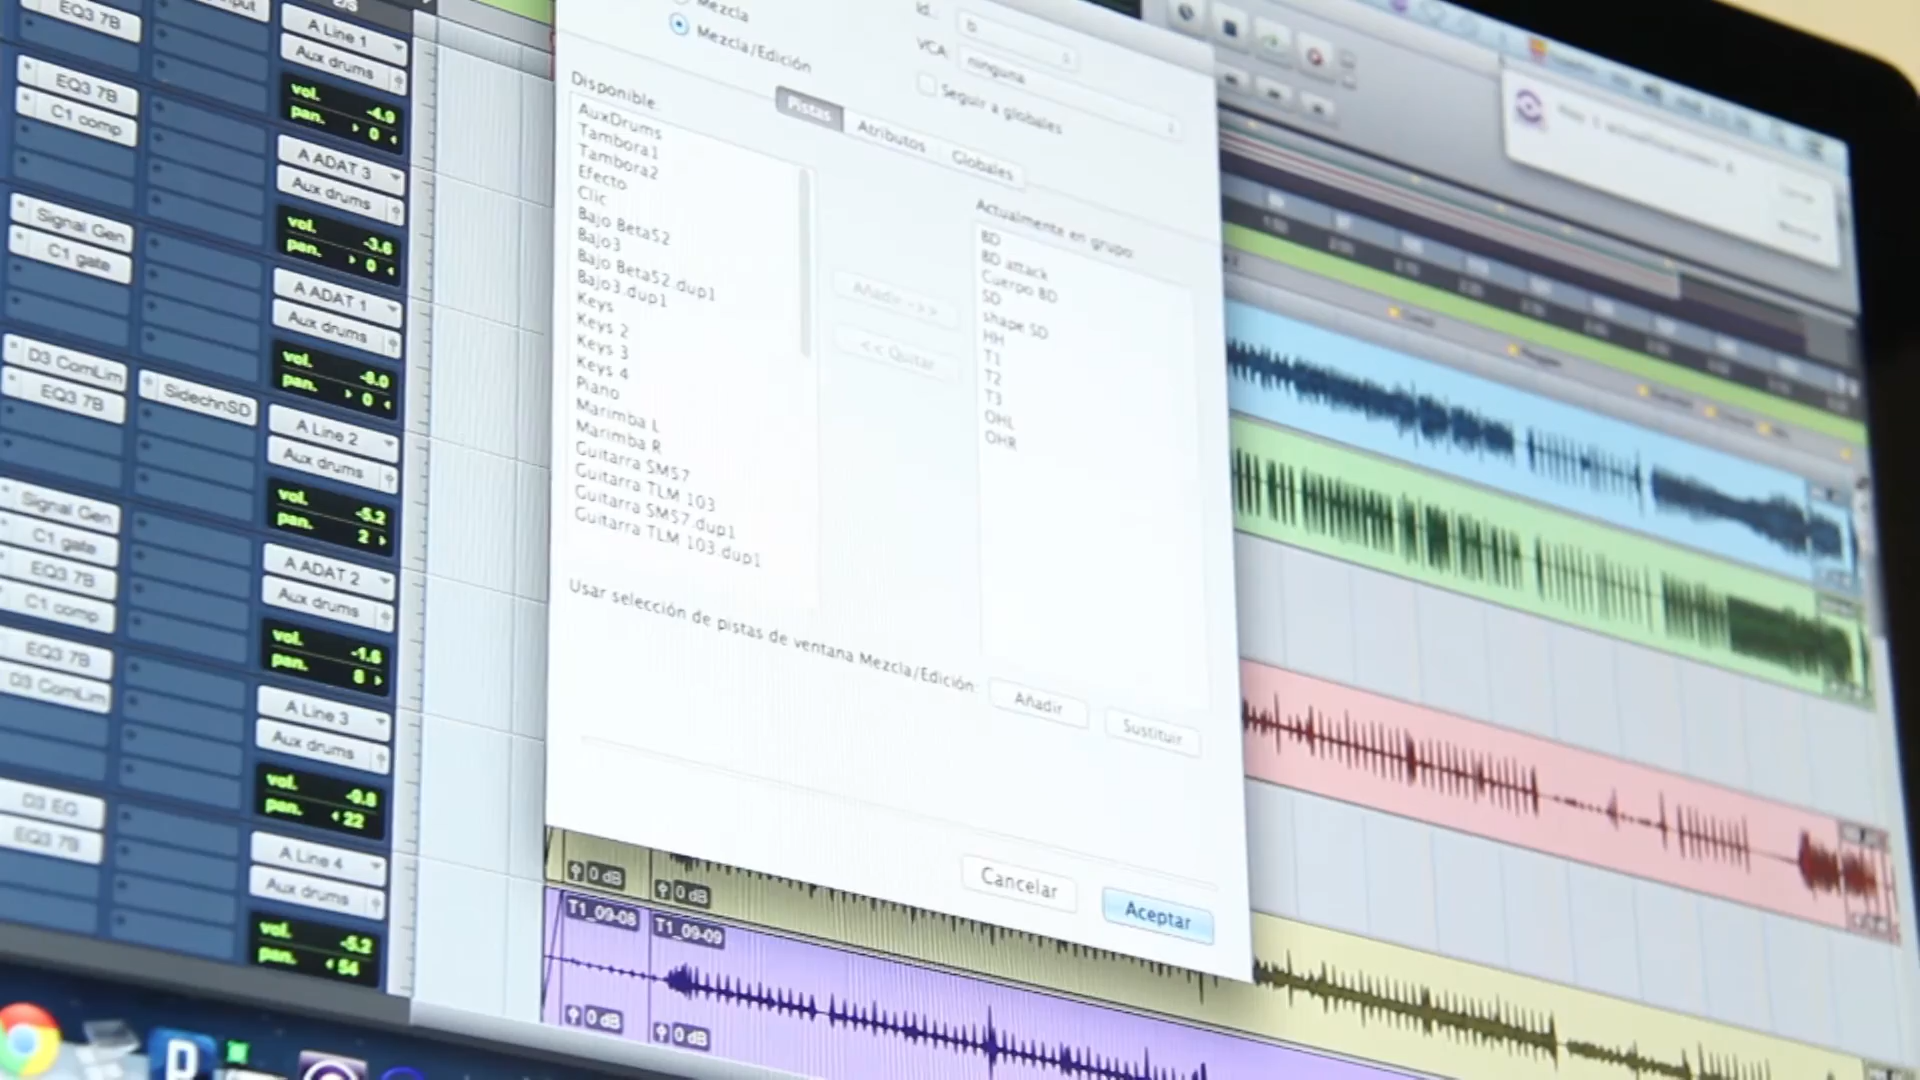 EQ3 7B
A Line 1
Aux drums
vol. -4.9
pan. 0
EQ3 7B
C1 comp
A ADAT 3
Aux drums
vol. -3.6
pan. 0
Signal Gen
C1 gate
A ADAT 1
Aux drums
vol. -8.0
pan. 0
D3 ComLim
EQ3 7B
SidechnSD
A Line 2
Aux drums
vol. -5.2
pan. 2
Signal Gen
C1 gate
EQ3 7B
C1 comp
A ADAT 2
Aux drums
vol. -1.6
pan. 8
EQ3 7B
D3 ComLim
A Line 3
Aux drums
vol. -9.8
pan. 22
D3 EQ
EQ3 7B
A Line 4
Aux drums
vol. -5.2
pan. 54
Mezcla
Mezcla/Edición
Id.:
b
VCA:
ninguna
Seguir a globales
Pistas
Atributos
Globales
Disponible:
AuxDrums
Tambora1
Tambora2
Efecto
Clic
Bajo Beta52
Bajo3
Bajo Beta52.dup1
Bajo3.dup1
Keys
Keys 2
Keys 3
Keys 4
Piano
Marimba L
Marimba R
Guitarra SM57
Guitarra TLM 103
Guitarra SM57.dup1
Guitarra TLM 103.dup1
Añadir ->>
<< Quitar
Actualmente en grupo:
BD
BD attack
Cuerpo BD
SD
shape SD
HH
T1
T2
T3
OHL
OHR
Usar selección de pistas de ventana Mezcla/Edición:
Añadir
Sustituir
Cancelar
Aceptar
0 dB
0 dB
T1_09-08
T1_09-09
0 dB
0 dB